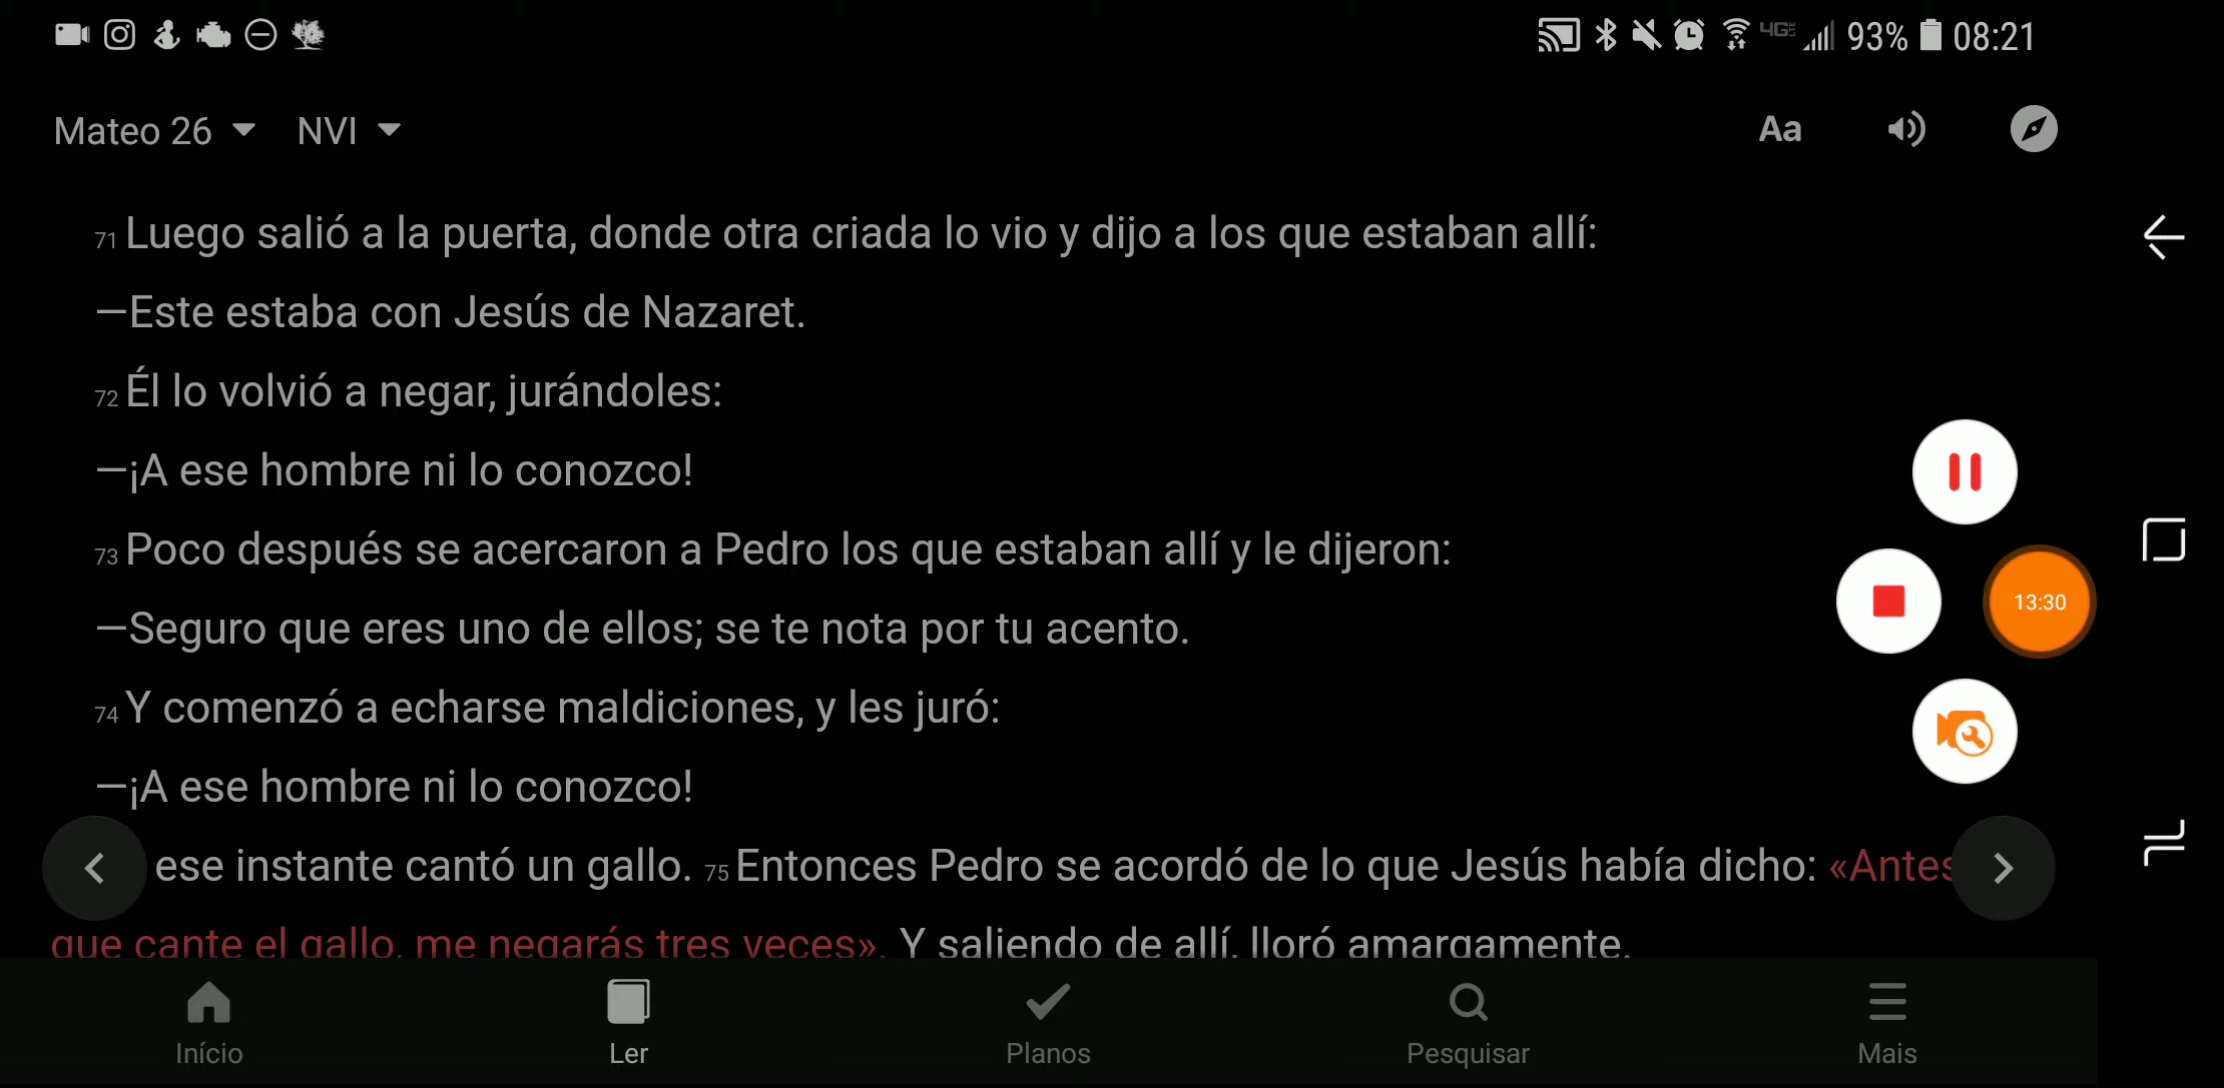 4GE 93% 08:21
Mateo 26 NVI Aa
71 Luego salió a la puerta, donde otra criada lo vio y dijo a los que estaban allí:
—Este estaba con Jesús de Nazaret.
72 Él lo volvió a negar, jurándoles:
—¡A ese hombre ni lo conozco!
73 Poco después se acercaron a Pedro los que estaban allí y le dijeron:
—Seguro que eres uno de ellos; se te nota por tu acento.
13:30
74 Y comenzó a echarse maldiciones, y les juró:
—¡A ese hombre ni lo conozco!
ese instante cantó un gallo. 75 Entonces Pedro se acordó de lo que Jesús había dicho: «Antes
que cante el gallo, me negarás tres veces». Y saliendo de allí, lloró amargamente.
Início Ler Planos Pesquisar Mais